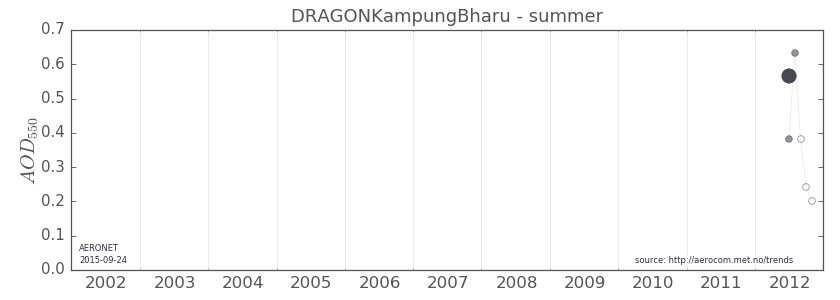 DRAGONKampungBharu - summer
0.7
0.6
0.5
0.4
0.3
0.2
0.1
0.0
AOD550
AERONET
2015-09-24
source: http://aerocom.met.no/trends
2002 2003 2004 2005 2006 2007 2008 2009 2010 2011 2012